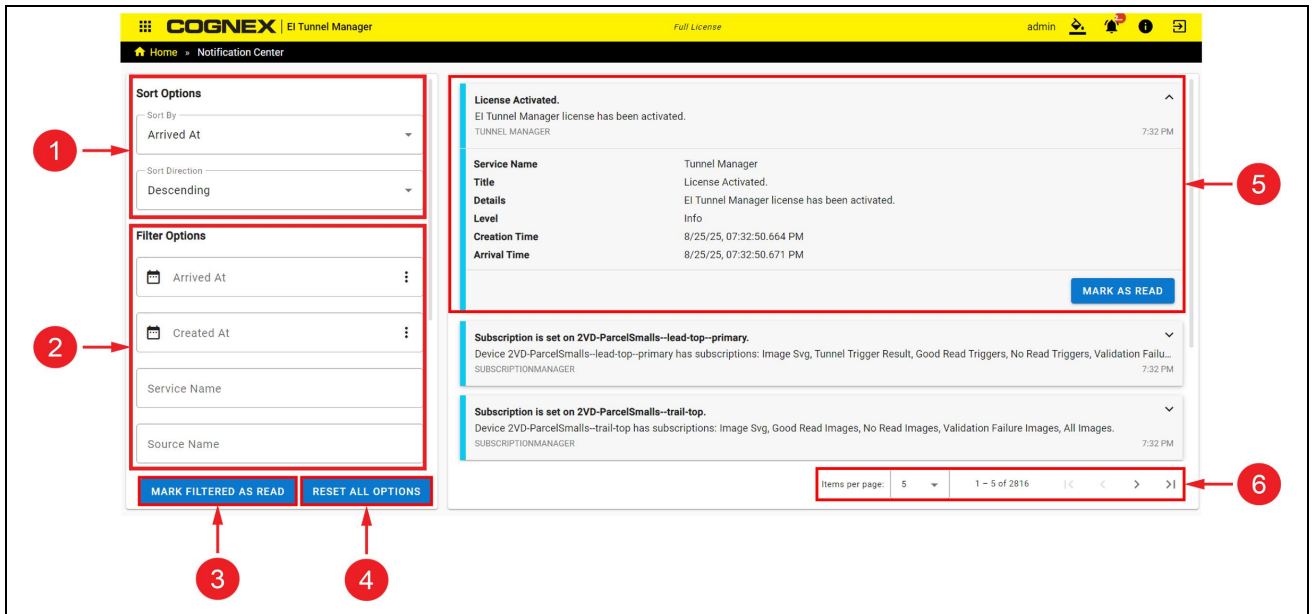 COGNEX | EI Tunnel Manager
Full License
admin
Home » Notification Center
Sort Options
Sort By
Arrived At
Sort Direction
Descending
Filter Options
Arrived At
Created At
Service Name
Source Name
MARK FILTERED AS READ
RESET ALL OPTIONS
License Activated.
EI Tunnel Manager license has been activated.
TUNNEL MANAGER 7:32 PM
Service Name Tunnel Manager
Title License Activated.
Details EI Tunnel Manager license has been activated.
Level Info
Creation Time 8/25/25, 07:32:50.664 PM
Arrival Time 8/25/25, 07:32:50.671 PM
MARK AS READ
Subscription is set on 2VD-ParcelSmalls--lead-top--primary.
Device 2VD-ParcelSmalls--lead-top--primary has subscriptions: Image Svg, Tunnel Trigger Result, Good Read Triggers, No Read Triggers, Validation Failu...
SUBSCRIPTIONMANAGER 7:32 PM
Subscription is set on 2VD-ParcelSmalls--trail-top.
Device 2VD-ParcelSmalls--trail-top has subscriptions: Image Svg, Good Read Images, No Read Images, Validation Failure Images, All Images.
SUBSCRIPTIONMANAGER 7:32 PM
Items per page: 5 1 – 5 of 2816
1
2
3
4
5
6